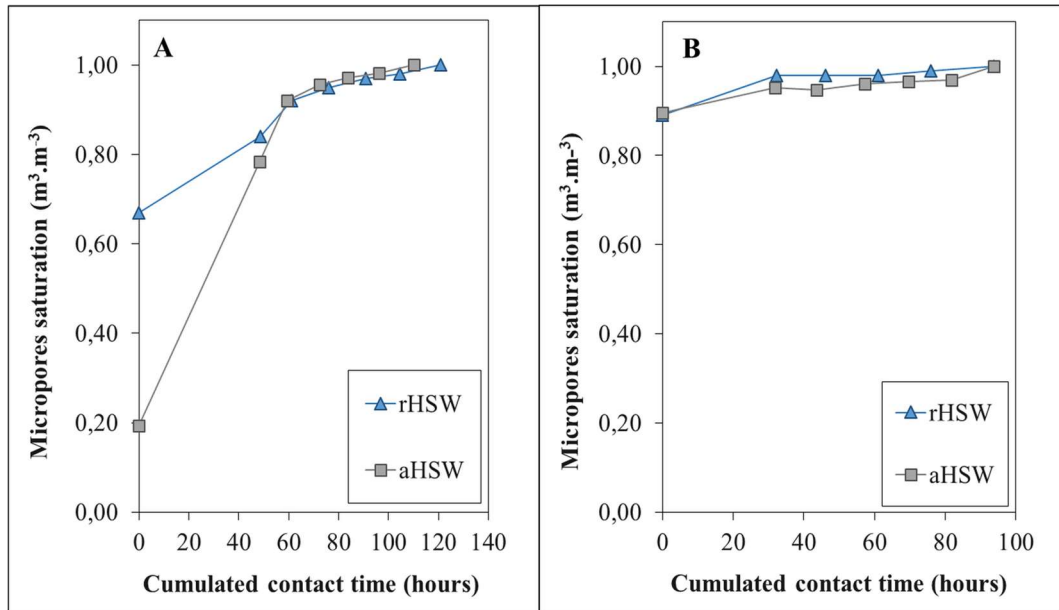 A
Micropores saturation (m³.m⁻³)
1,00
0,80
0,60
0,40
0,20
0,00
rHSW
aHSW
0 20 40 60 80 100 120 140
Cumulated contact time (hours)
B
Micropores saturation (m³.m-³)
1,00
0,80
0,60
0,40
0,20
0,00
rHSW
aHSW
0 20 40 60 80 100
Cumulated contact time (hours)